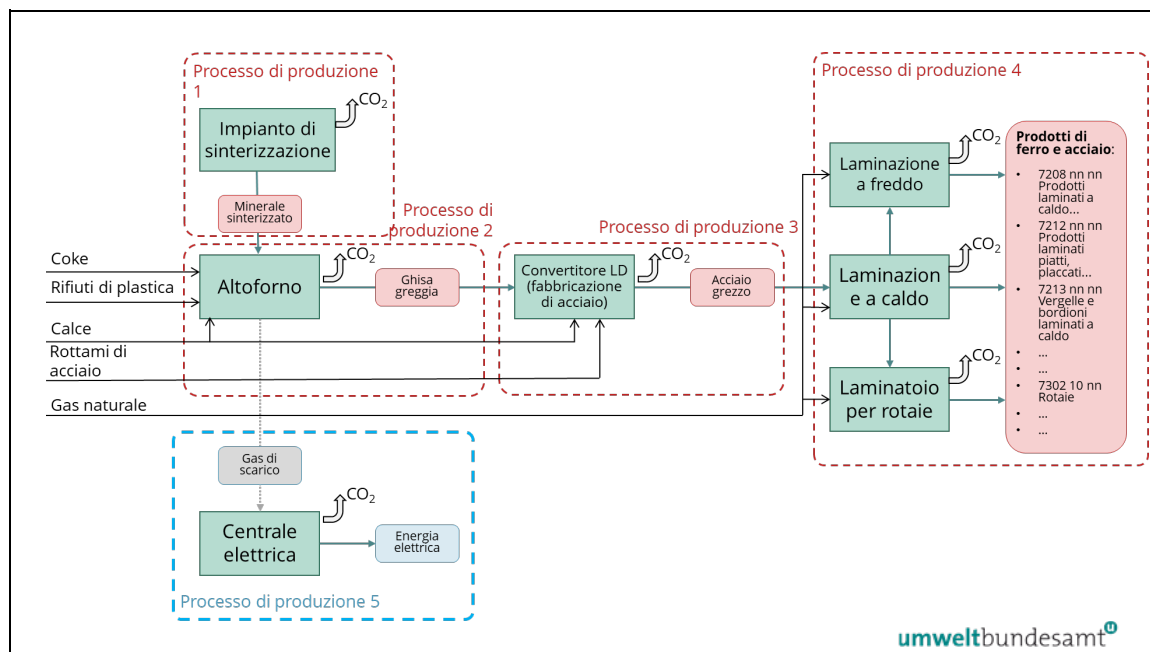 Processo di produzione
1
CO2
Impianto di
sinterizzazione
Minerale
sinterizzato
Processo di
produzione 2
Coke
Rifiuti di plastica
Calce
Rottami di
acciaio
Gas naturale
Altoforno
CO2
Ghisa
greggia
Processo di produzione 3
Convertitore LD
(fabbricazione
di acciaio)
CO2
Acciaio
grezzo
Processo di produzione 4
Laminazione
a freddo
CO2
Laminazion
e a caldo
CO2
Laminatoio
per rotaie
CO2
Prodotti di
ferro e acciaio:
• 7208 nn nn
Prodotti
laminati a
caldo...
• 7212 nn nn
Prodotti
laminati
piatti,
placcati...
• 7213 nn nn
Vergelle e
bordioni
laminati a
caldo
• ...
• ...
• 7302 10 nn
Rotaie
• ...
• ...
Gas di
scarico
Centrale
elettrica
CO2
Energia
elettrica
Processo di produzione 5
umweltbundesamt u